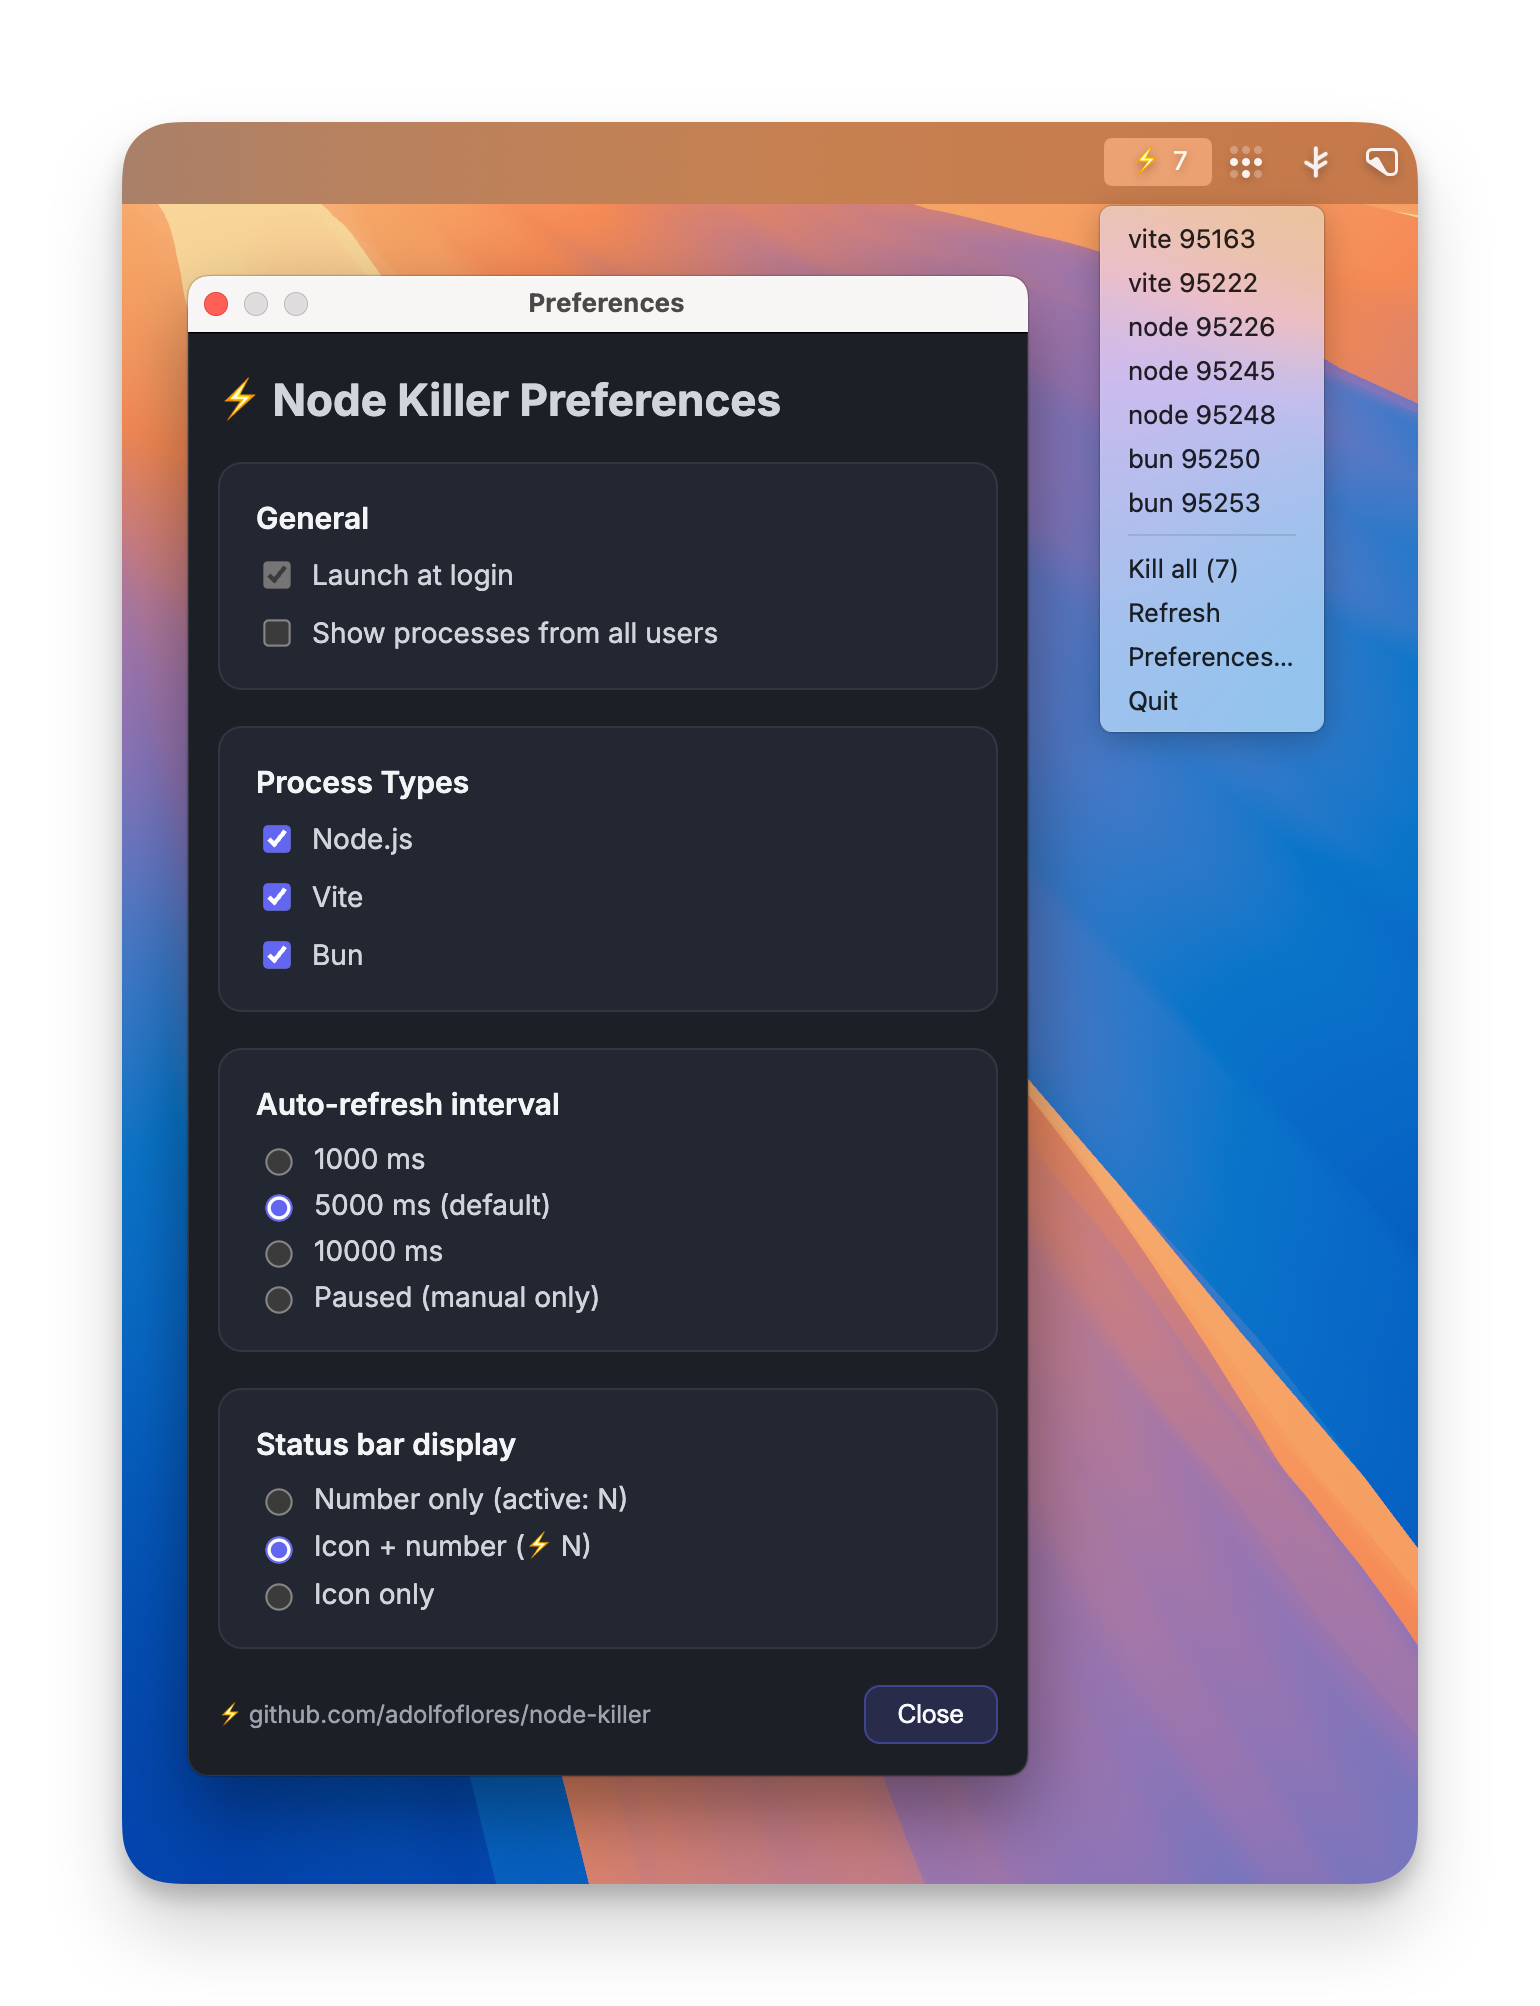 ⚡ 7
vite 95163
vite 95222
node 95226
node 95245
node 95248
bun 95250
bun 95253
Kill all (7)
Refresh
Preferences...
Quit
Preferences
⚡ Node Killer Preferences
General
Launch at login
Show processes from all users
Process Types
Node.js
Vite
Bun
Auto-refresh interval
1000 ms
5000 ms (default)
10000 ms
Paused (manual only)
Status bar display
Number only (active: N)
Icon + number (⚡ N)
Icon only
⚡ github.com/adolfoflores/node-killer
Close